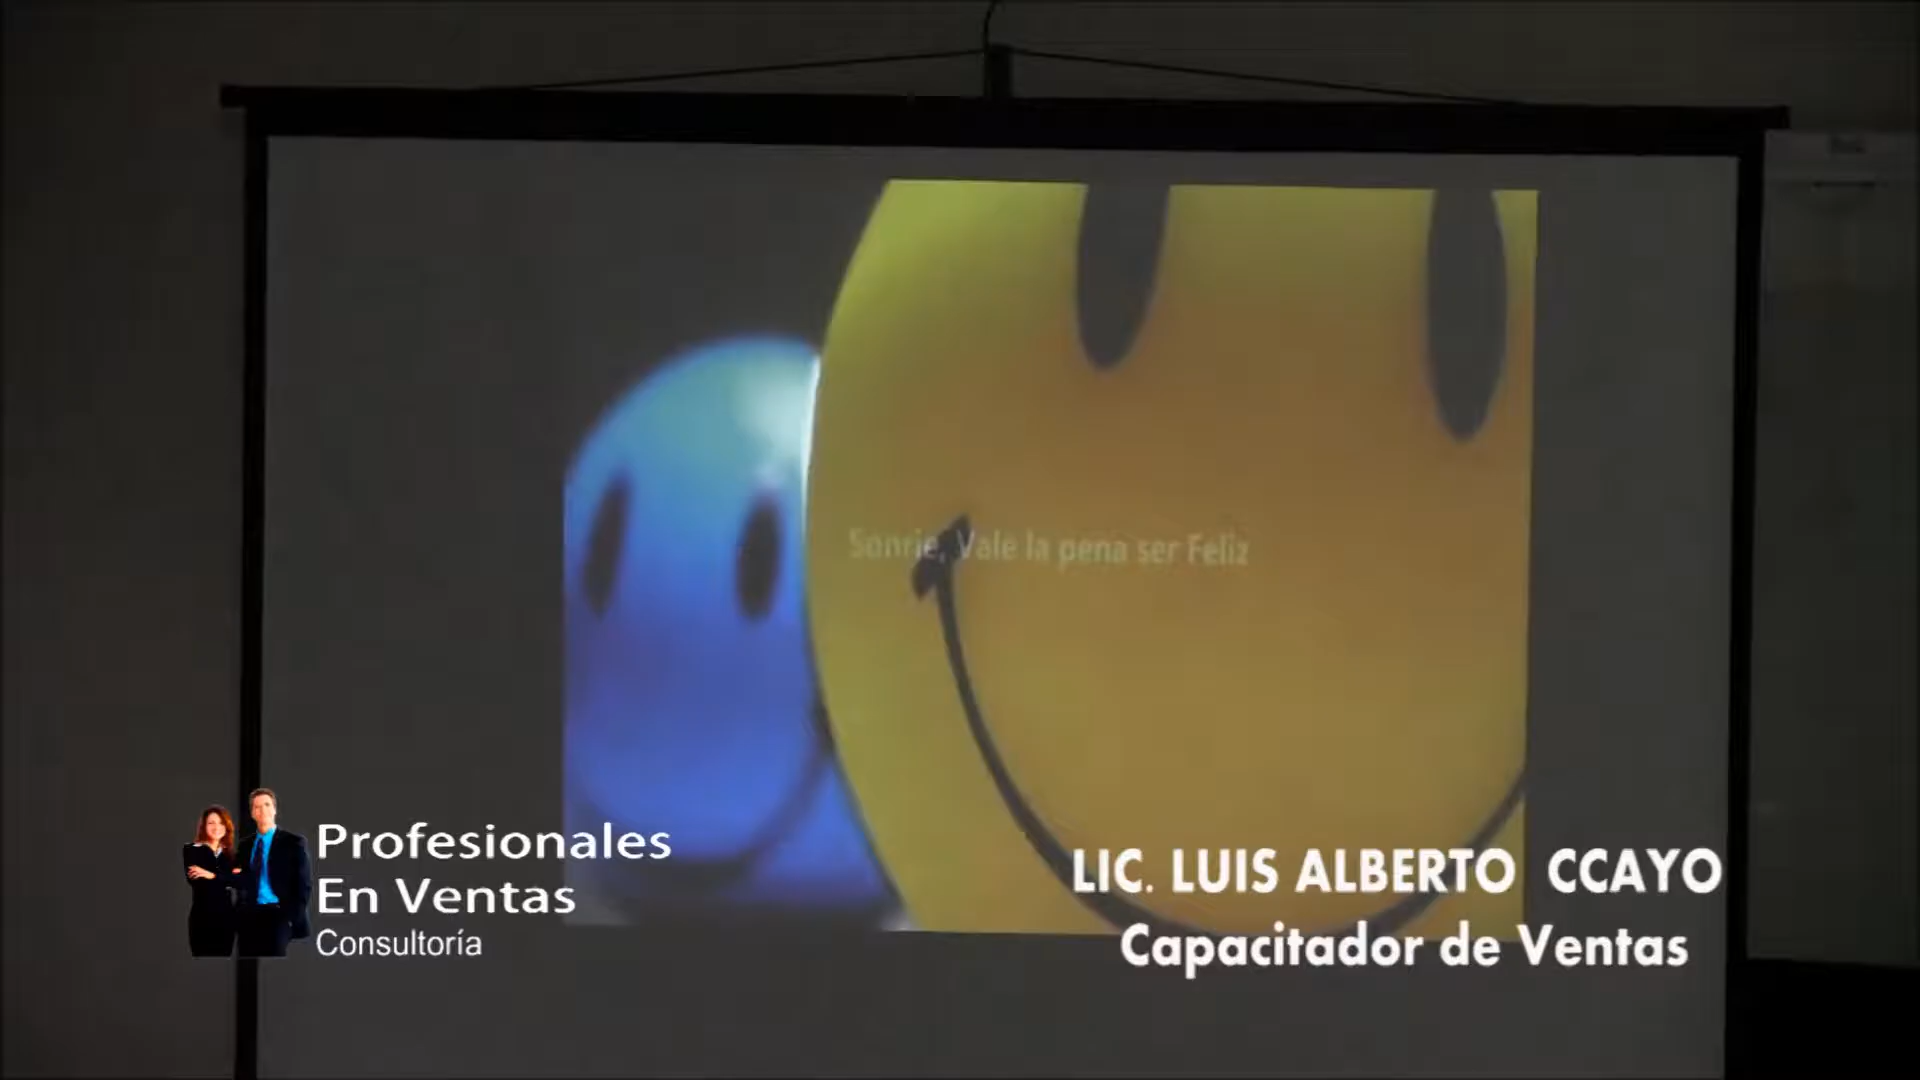 Sonrie, Vale la pena ser Feliz
Profesionales
En Ventas
Consultoría
LIC. LUIS ALBERTO CCAYO
Capacitador de Ventas